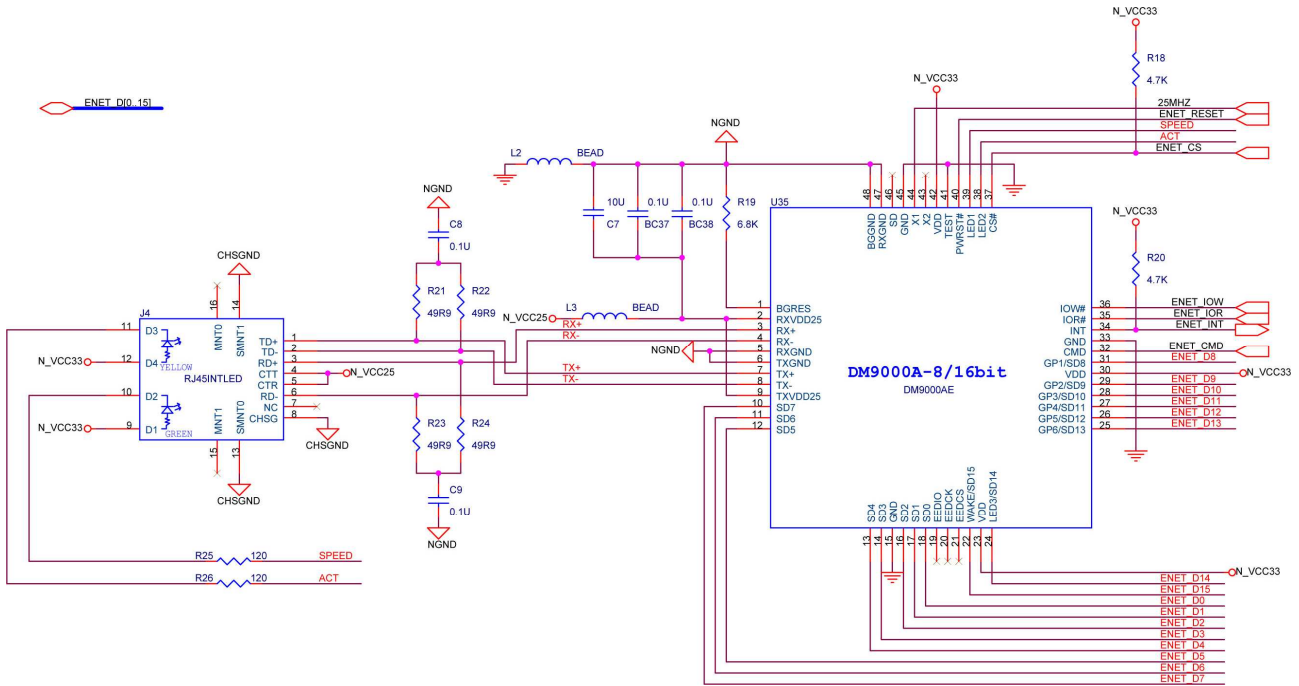 N_VCC33
R18
4.7K
N_VCC33
ENET_D[0..15]
25MHZ
ENET_RESET
SPEED
ACT
ENET_CS
NGND
L2 BEAD
48 47 46 45 44 43 42 41 40 39 38 37
BGGND RXGND SD GND X1 X2 VDD TEST PWRST# LED1 LED2 CS#
U35
10U 0.1U 0.1U
C7 BC37 BC38
R19
6.8K
N_VCC33
R20
4.7K
NGND
C8
0.1U
CHSGND
R21 R22
49R9 49R9
L3 BEAD
N_VCC25
RX+
RX-
NGND
TX+
TX-
J4
16 14
MNT0 SMNT1
11 D3
12 D4
YELLOW
10 D2
9 D1
GREEN
N_VCC33
N_VCC33
RJ45INTLED
TD+ 1
TD- 2
RD+ 3
CTT 4
CTR 5
RD- 6
NC 7
CHSG 8
N_VCC25
CHSGND
MNT1 SMNT0
15 13
CHSGND
R23 R24
49R9 49R9
C9
0.1U
NGND
1 BGRES
2 RXVDD25
3 RX+
4 RX-
5 RXGND
6 TXGND
7 TX+
8 TX-
9 TXVDD25
10 SD7
11 SD6
12 SD5
DM9000A-8/16bit
DM9000AE
IOW# 36 ENET_IOW
IOR# 35 ENET_IOR
INT 34 ENET_INT
GND 33
CMD 32 ENET_CMD
GP1/SD8 31 ENET_D8
VDD 30 N_VCC33
GP2/SD9 29 ENET_D9
GP3/SD10 28 ENET_D10
GP4/SD11 27 ENET_D11
GP5/SD12 26 ENET_D12
GP6/SD13 25 ENET_D13
SD4 SD3 GND SD2 SD1 SD0 EEDIO EEDCK EEDCS WAKE/SD15 VDD LED3/SD14
13 14 15 16 17 18 19 20 21 22 23 24
R25 120 SPEED
R26 120 ACT
N_VCC33
ENET_D14
ENET_D15
ENET_D0
ENET_D1
ENET_D2
ENET_D3
ENET_D4
ENET_D5
ENET_D6
ENET_D7